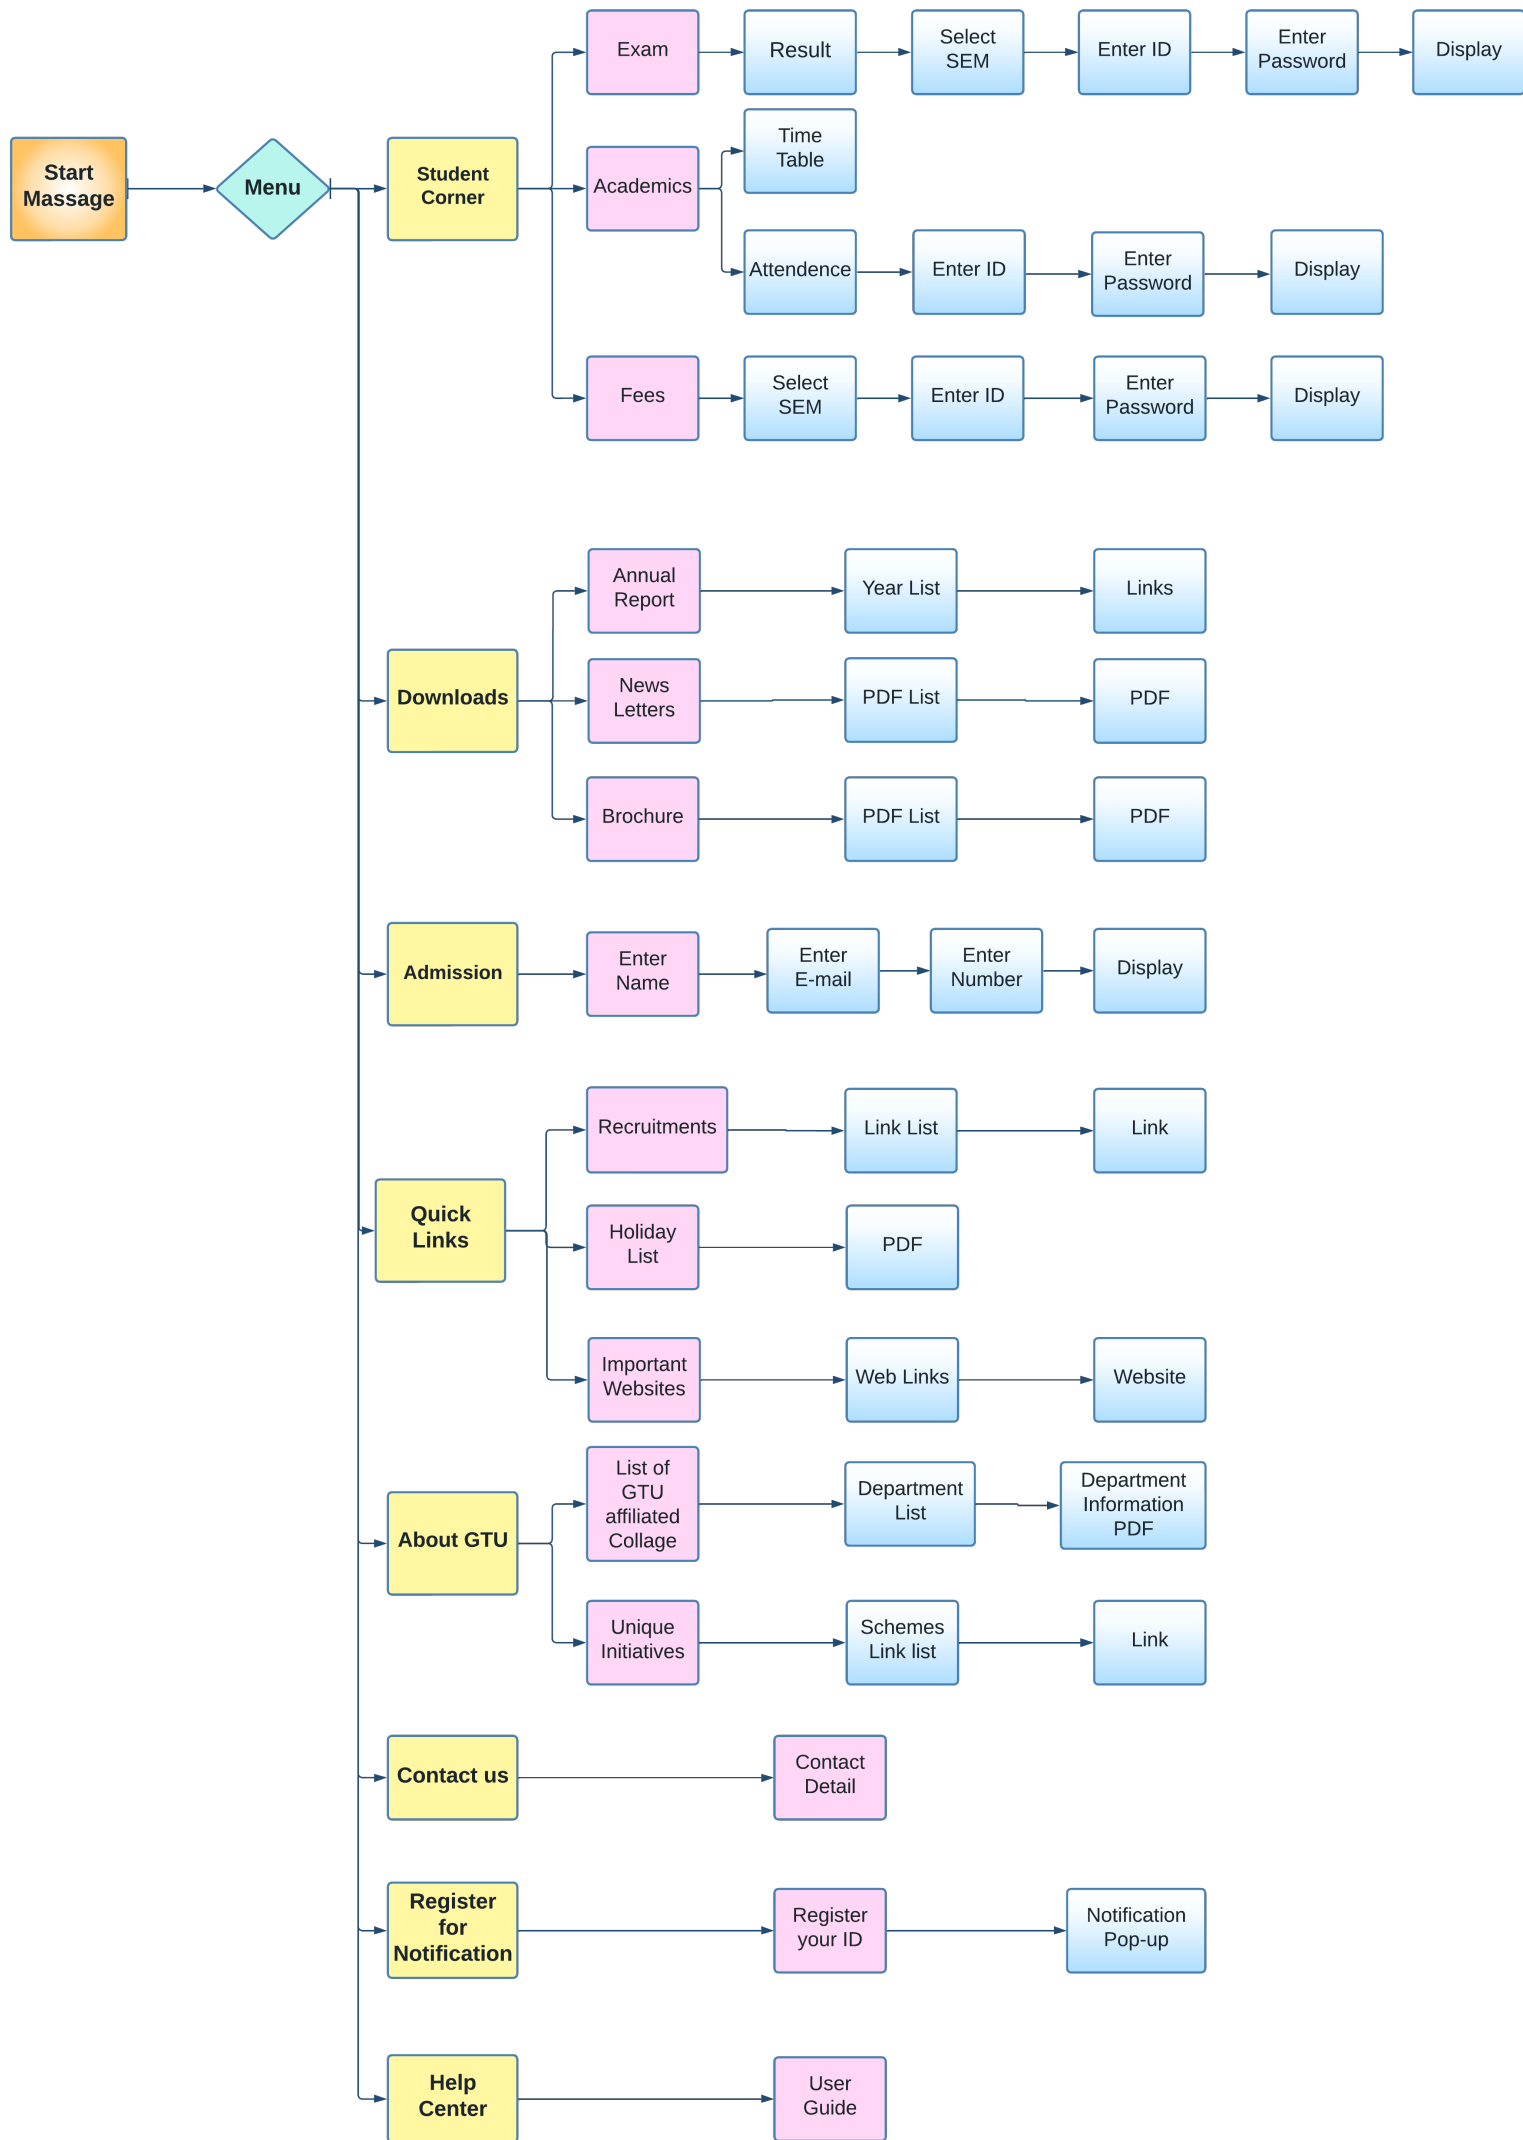 Start
Massage
Menu
Student
Corner
Exam
Result
Select
SEM
Enter ID
Enter
Password
Display
Academics
Time
Table
Attendence
Enter ID
Enter
Password
Display
Fees
Select
SEM
Enter ID
Enter
Password
Display
Downloads
Annual
Report
Year List
Links
News
Letters
PDF List
PDF
Brochure
PDF List
PDF
Admission
Enter
Name
Enter
E-mail
Enter
Number
Display
Quick
Links
Recruitments
Link List
Link
Holiday
List
PDF
Important
Websites
Web Links
Website
About GTU
List of
GTU
affiliated
Collage
Department
List
Department
Information
PDF
Unique
Initiatives
Schemes
Link list
Link
Contact us
Contact
Detail
Register
for
Notification
Register
your ID
Notification
Pop-up
Help
Center
User
Guide